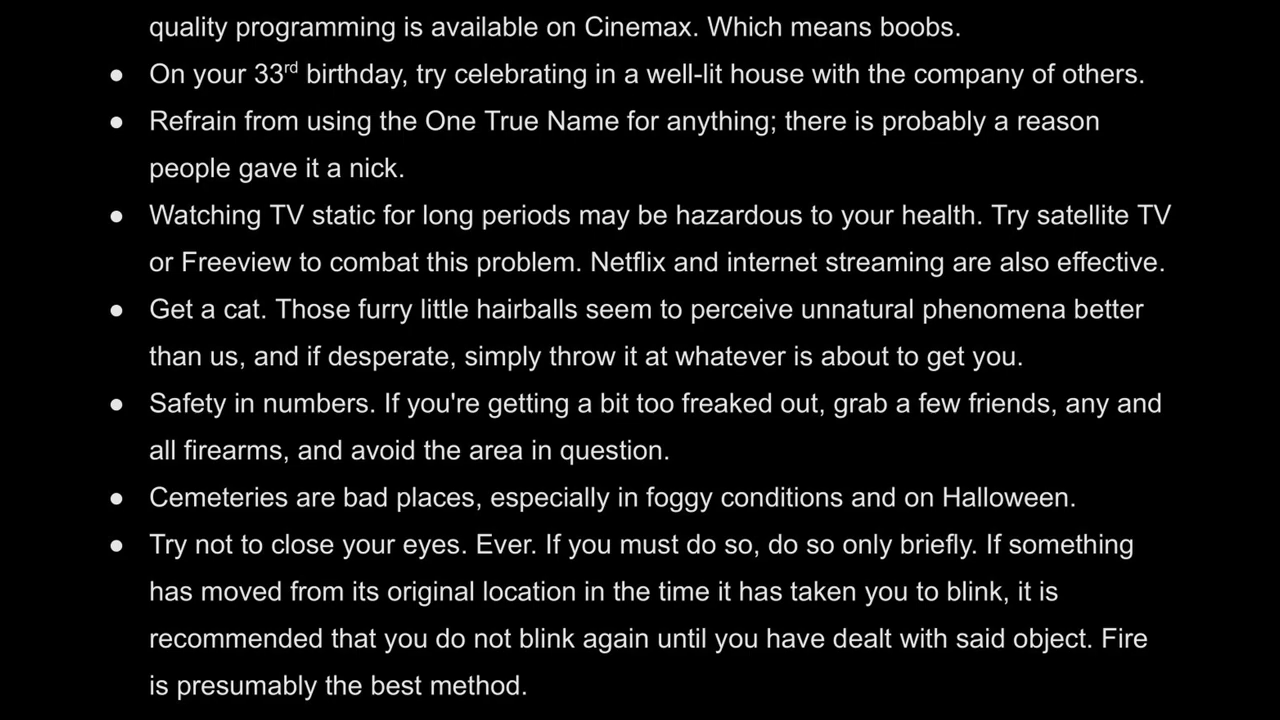 quality programming is available on Cinemax. Which means boobs.
● On your 33rd birthday, try celebrating in a well-lit house with the company of others.
● Refrain from using the One True Name for anything; there is probably a reason
people gave it a nick.
● Watching TV static for long periods may be hazardous to your health. Try satellite TV
or Freeview to combat this problem. Netflix and internet streaming are also effective.
● Get a cat. Those furry little hairballs seem to perceive unnatural phenomena better
than us, and if desperate, simply throw it at whatever is about to get you.
● Safety in numbers. If you're getting a bit too freaked out, grab a few friends, any and
all firearms, and avoid the area in question.
● Cemeteries are bad places, especially in foggy conditions and on Halloween.
● Try not to close your eyes. Ever. If you must do so, do so only briefly. If something
has moved from its original location in the time it has taken you to blink, it is
recommended that you do not blink again until you have dealt with said object. Fire
is presumably the best method.